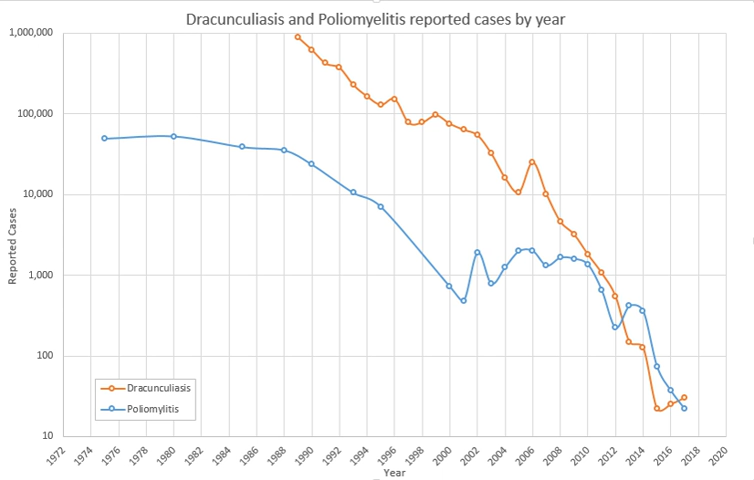 Dracunculiasis and Poliomyelitis reported cases by year
1,000,000
100,000
10,000
1,000
100
10
Reported Cases
Dracunculiasis
Poliomylitis
1972 1974 1976 1978 1980 1982 1984 1986 1988 1990 1992 1994 1996 1998 2000 2002 2004 2006 2008 2010 2012 2014 2016 2018 2020
Year